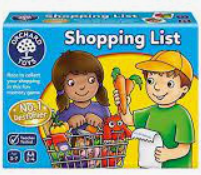 ORCHARD
TOYS
Shopping List
Race to collect
your shopping
in this fun
memory game!
No.1
Bestseller